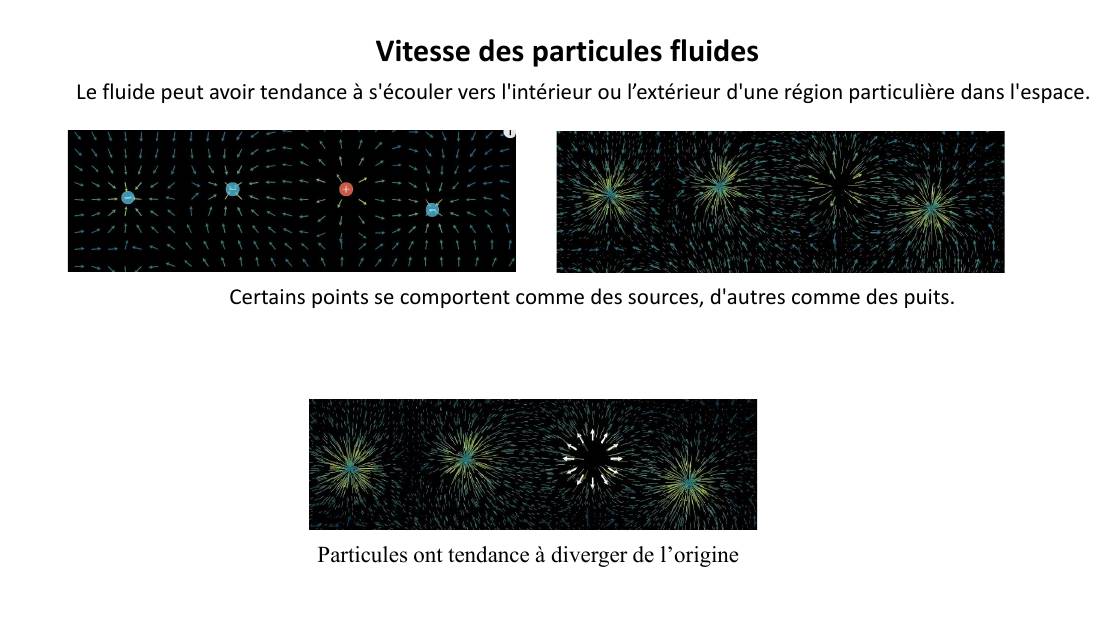 Vitesse des particules fluides
Le fluide peut avoir tendance à s'écouler vers l'intérieur ou l’extérieur d'une région particulière dans l'espace.
Certains points se comportent comme des sources, d'autres comme des puits.
Particules ont tendance à diverger de l’origine